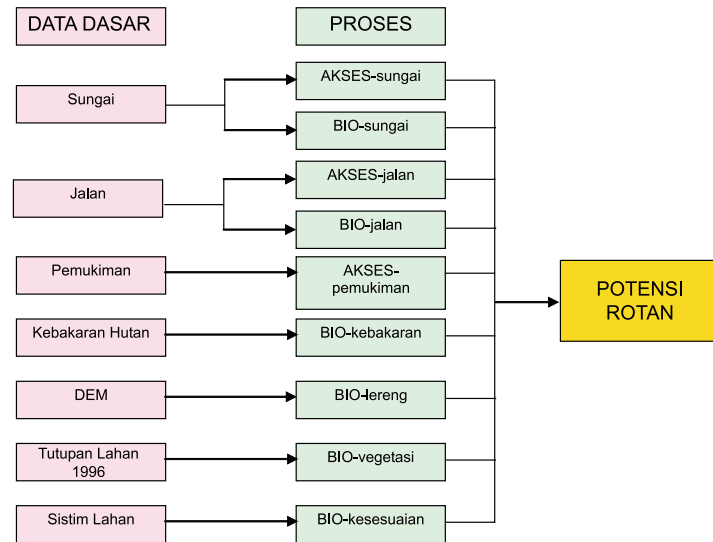 DATA DASAR
PROSES
Sungai
AKSES-sungai
BIO-sungai
Jalan
AKSES-jalan
BIO-jalan
Pemukiman
AKSES-
pemukiman
Kebakaran Hutan
BIO-kebakaran
DEM
BIO-lereng
Tutupan Lahan
1996
BIO-vegetasi
Sistim Lahan
BIO-kesesuaian
POTENSI
ROTAN